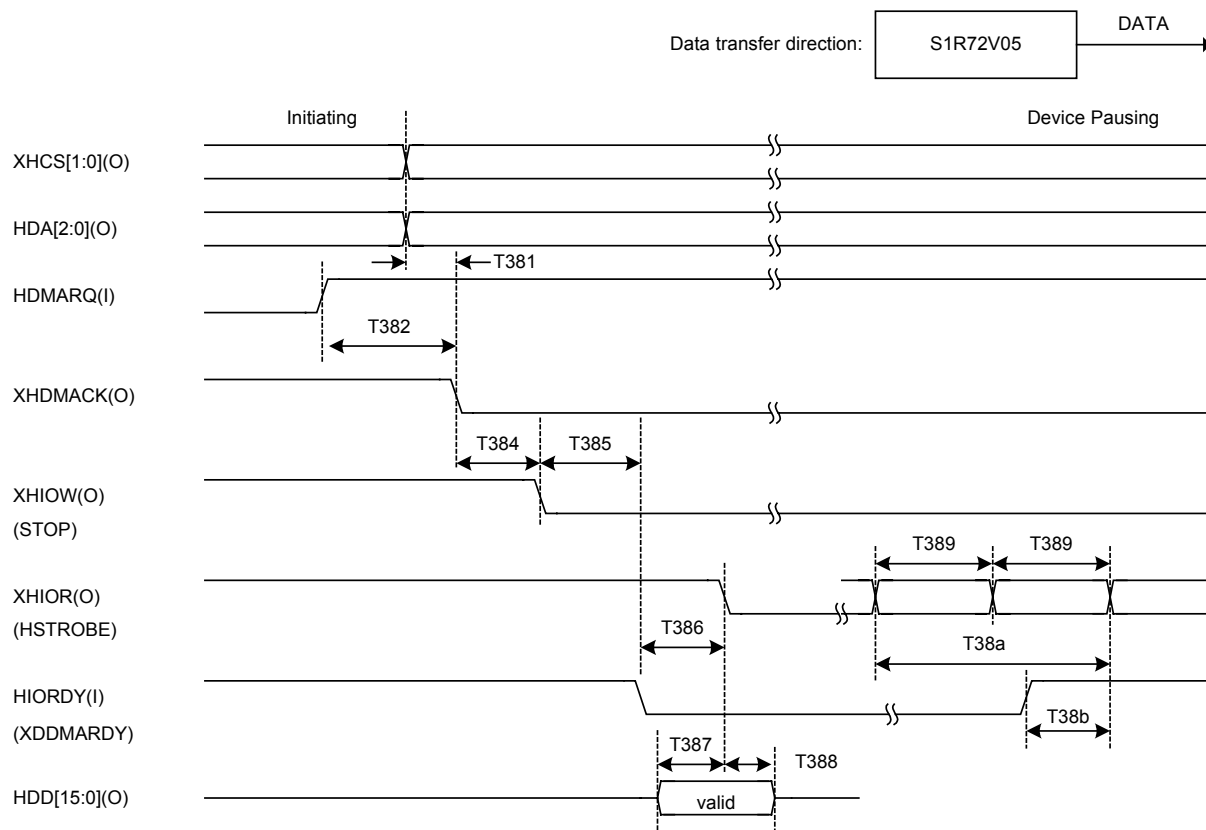 DATA
Data transfer direction: S1R72V05
Initiating Device Pausing
XHCS[1:0](O)
HDA[2:0](O)
T381
HDMARQ(I)
T382
XHDMACK(O)
T384 T385
XHIOW(O)
(STOP)
T389 T389
XHIOR(O)
(HSTROBE)
T386 T38a
HIORDY(I)
(XDDMARDY)
T38b
T387 T388
HDD[15:0](O) valid